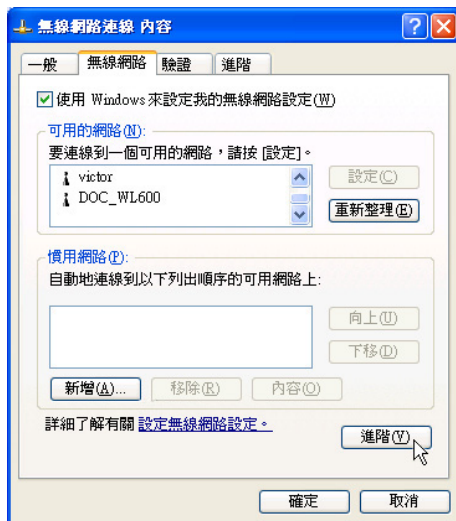 無線網路連線 內容
一般 無線網路 驗證 進階
使用 Windows 來設定我的無線網路設定(W)
可用的網路(N):
要連線到一個可用的網路，請按 [設定]。
victor
DOC_WL600
設定(C)
重新整理(E)
慣用網路(P):
自動地連線到以下列出順序的可用網路上:
向上(U)
下移(D)
新增(A)... 移除(R) 內容(O)
詳細了解有關 設定無線網路設定。
進階(V)
確定 取消